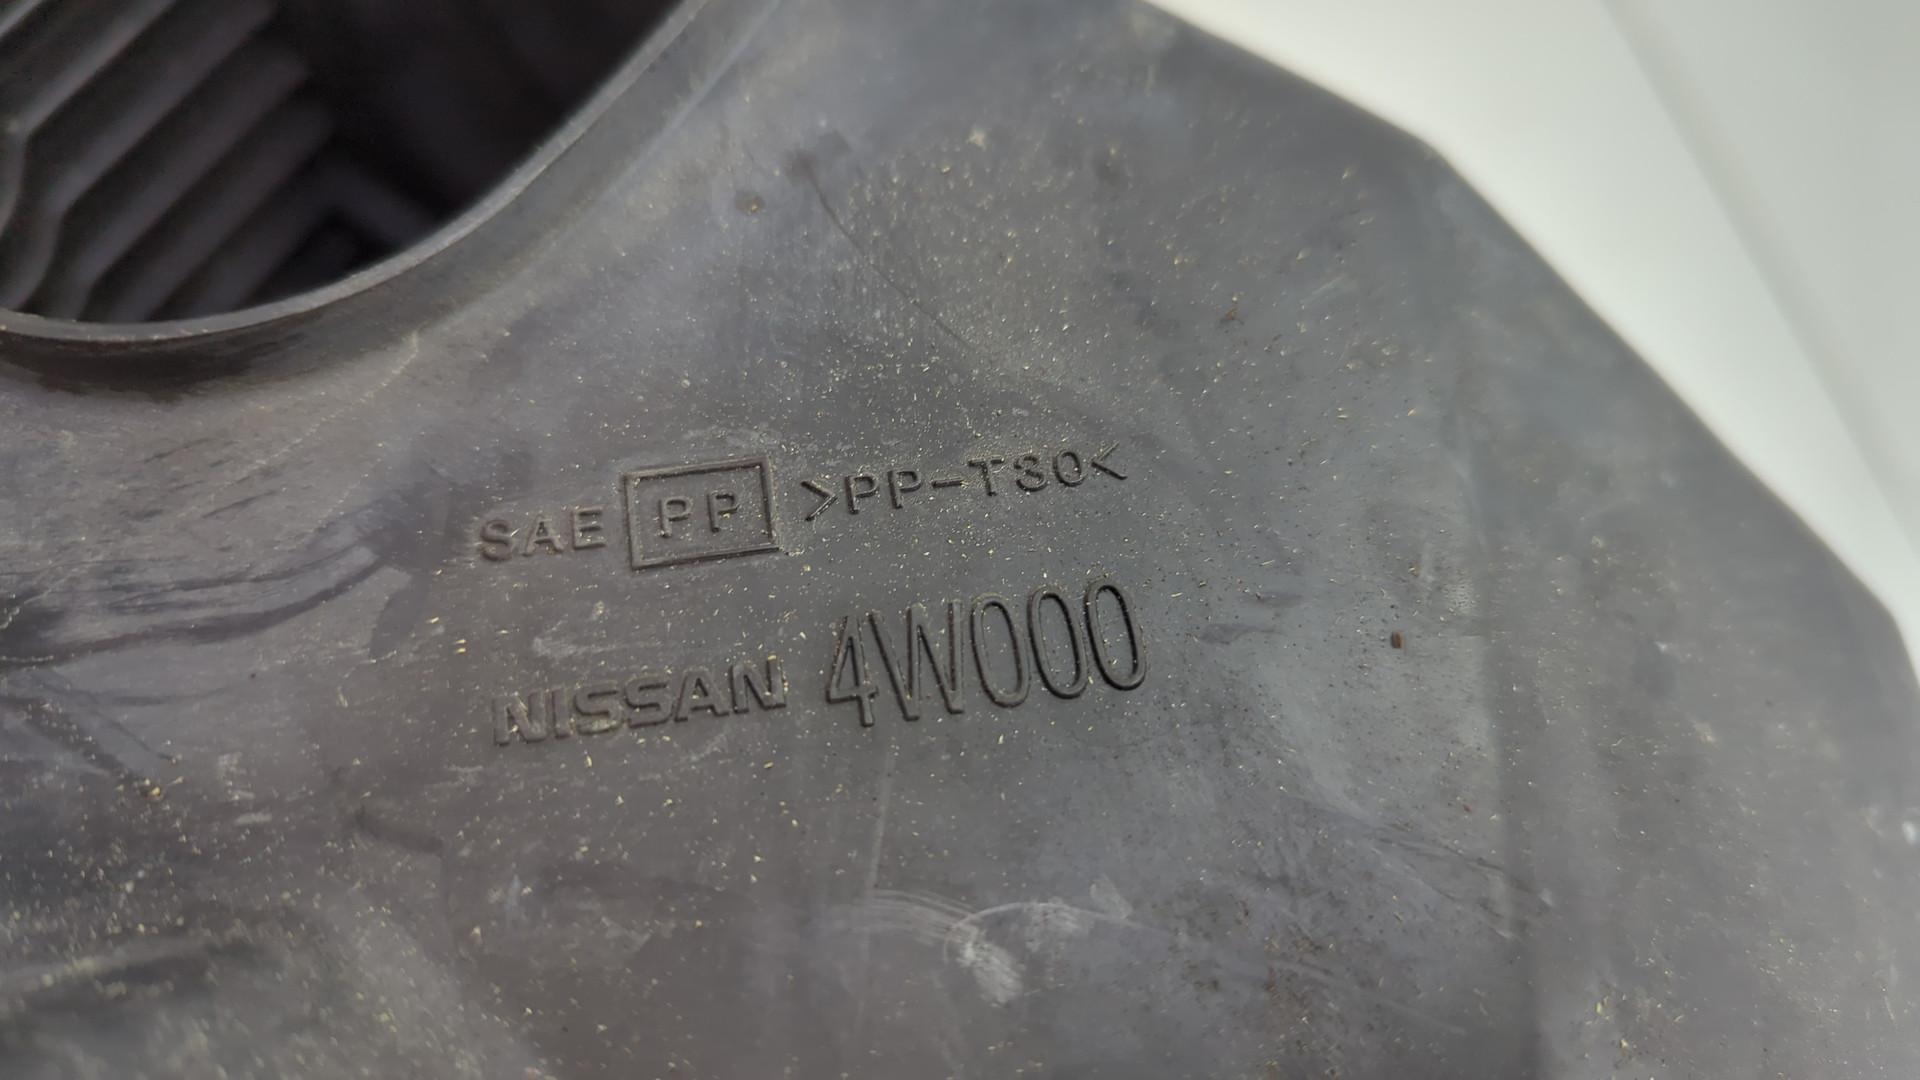 SAE PP >PP-T30<
NISSAN 4W000